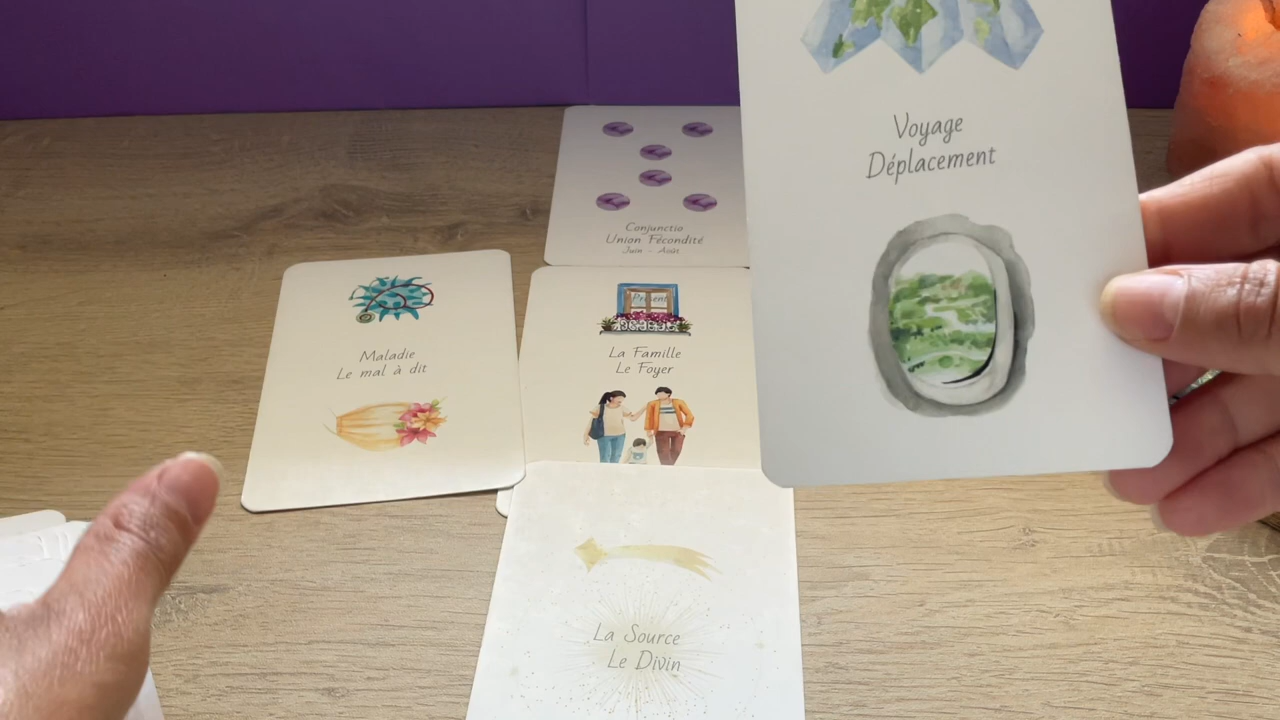 Voyage
Déplacement
Conjunctio
Union Fécondité
Juin - Août
Maladie
Le mal à dit
Présent
La Famille
Le Foyer
La Source
Le Divin